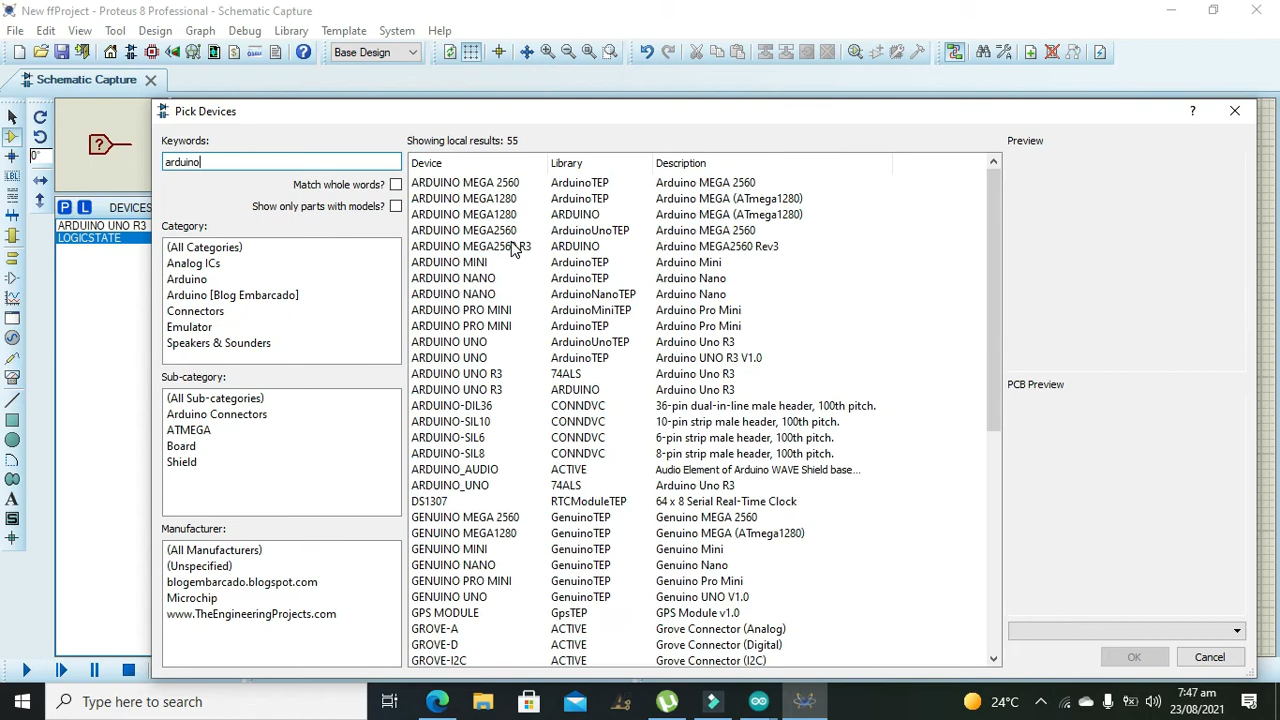 New ffProject - Proteus 8 Professional - Schematic Capture
File Edit View Tool Design Graph Debug Library Template System Help
Base Design
Schematic Capture
Pick Devices
Keywords:
arduino
Match whole words?
Show only parts with models?
Category:
(All Categories)
Analog ICs
Arduino
Arduino [Blog Embarcado]
Connectors
Emulator
Speakers & Sounders
Sub-category:
(All Sub-categories)
Arduino Connectors
ATMEGA
Board
Shield
Manufacturer:
(All Manufacturers)
(Unspecified)
blogembarcado.blogspot.com
Microchip
www.TheEngineeringProjects.com
0°
P L DEVICES
ARDUINO UNO R3
LOGICSTATE
Showing local results: 55
Device Library Description
ARDUINO MEGA 2560 ArduinoTEP Arduino MEGA 2560
ARDUINO MEGA1280 ArduinoTEP Arduino MEGA (ATmega1280)
ARDUINO MEGA1280 ARDUINO Arduino MEGA (ATmega1280)
ARDUINO MEGA2560 ArduinoUnoTEP Arduino MEGA 2560
ARDUINO MEGA2560 R3 ARDUINO Arduino MEGA2560 Rev3
ARDUINO MINI ArduinoTEP Arduino Mini
ARDUINO NANO ArduinoTEP Arduino Nano
ARDUINO NANO ArduinoNanoTEP Arduino Nano
ARDUINO PRO MINI ArduinoMiniTEP Arduino Pro Mini
ARDUINO PRO MINI ArduinoTEP Arduino Pro Mini
ARDUINO UNO ArduinoUnoTEP Arduino Uno R3
ARDUINO UNO ArduinoTEP Arduino UNO R3 V1.0
ARDUINO UNO R3 74ALS Arduino Uno R3
ARDUINO UNO R3 ARDUINO Arduino Uno R3
ARDUINO-DIL36 CONNDVC 36-pin dual-in-line male header, 100th pitch.
ARDUINO-SIL10 CONNDVC 10-pin strip male header, 100th pitch.
ARDUINO-SIL6 CONNDVC 6-pin strip male header, 100th pitch.
ARDUINO-SIL8 CONNDVC 8-pin strip male header, 100th pitch.
ARDUINO_AUDIO ACTIVE Audio Element of Arduino WAVE Shield base...
ARDUINO_UNO 74ALS Arduino Uno R3
DS1307 RTCModuleTEP 64 x 8 Serial Real-Time Clock
GENUINO MEGA 2560 GenuinoTEP Genuino MEGA 2560
GENUINO MEGA1280 GenuinoTEP Genuino MEGA (ATmega1280)
GENUINO MINI GenuinoTEP Genuino Mini
GENUINO NANO GenuinoTEP Genuino Nano
GENUINO PRO MINI GenuinoTEP Genuino Pro Mini
GENUINO UNO GenuinoTEP Genuino UNO V1.0
GPS MODULE GpsTEP GPS Module v1.0
GROVE-A ACTIVE Grove Connector (Analog)
GROVE-D ACTIVE Grove Connector (Digital)
GROVE-I2C ACTIVE Grove Connector (I2C)
Preview
PCB Preview
OK Cancel
Type here to search
24°C
7:47 am
23/08/2021